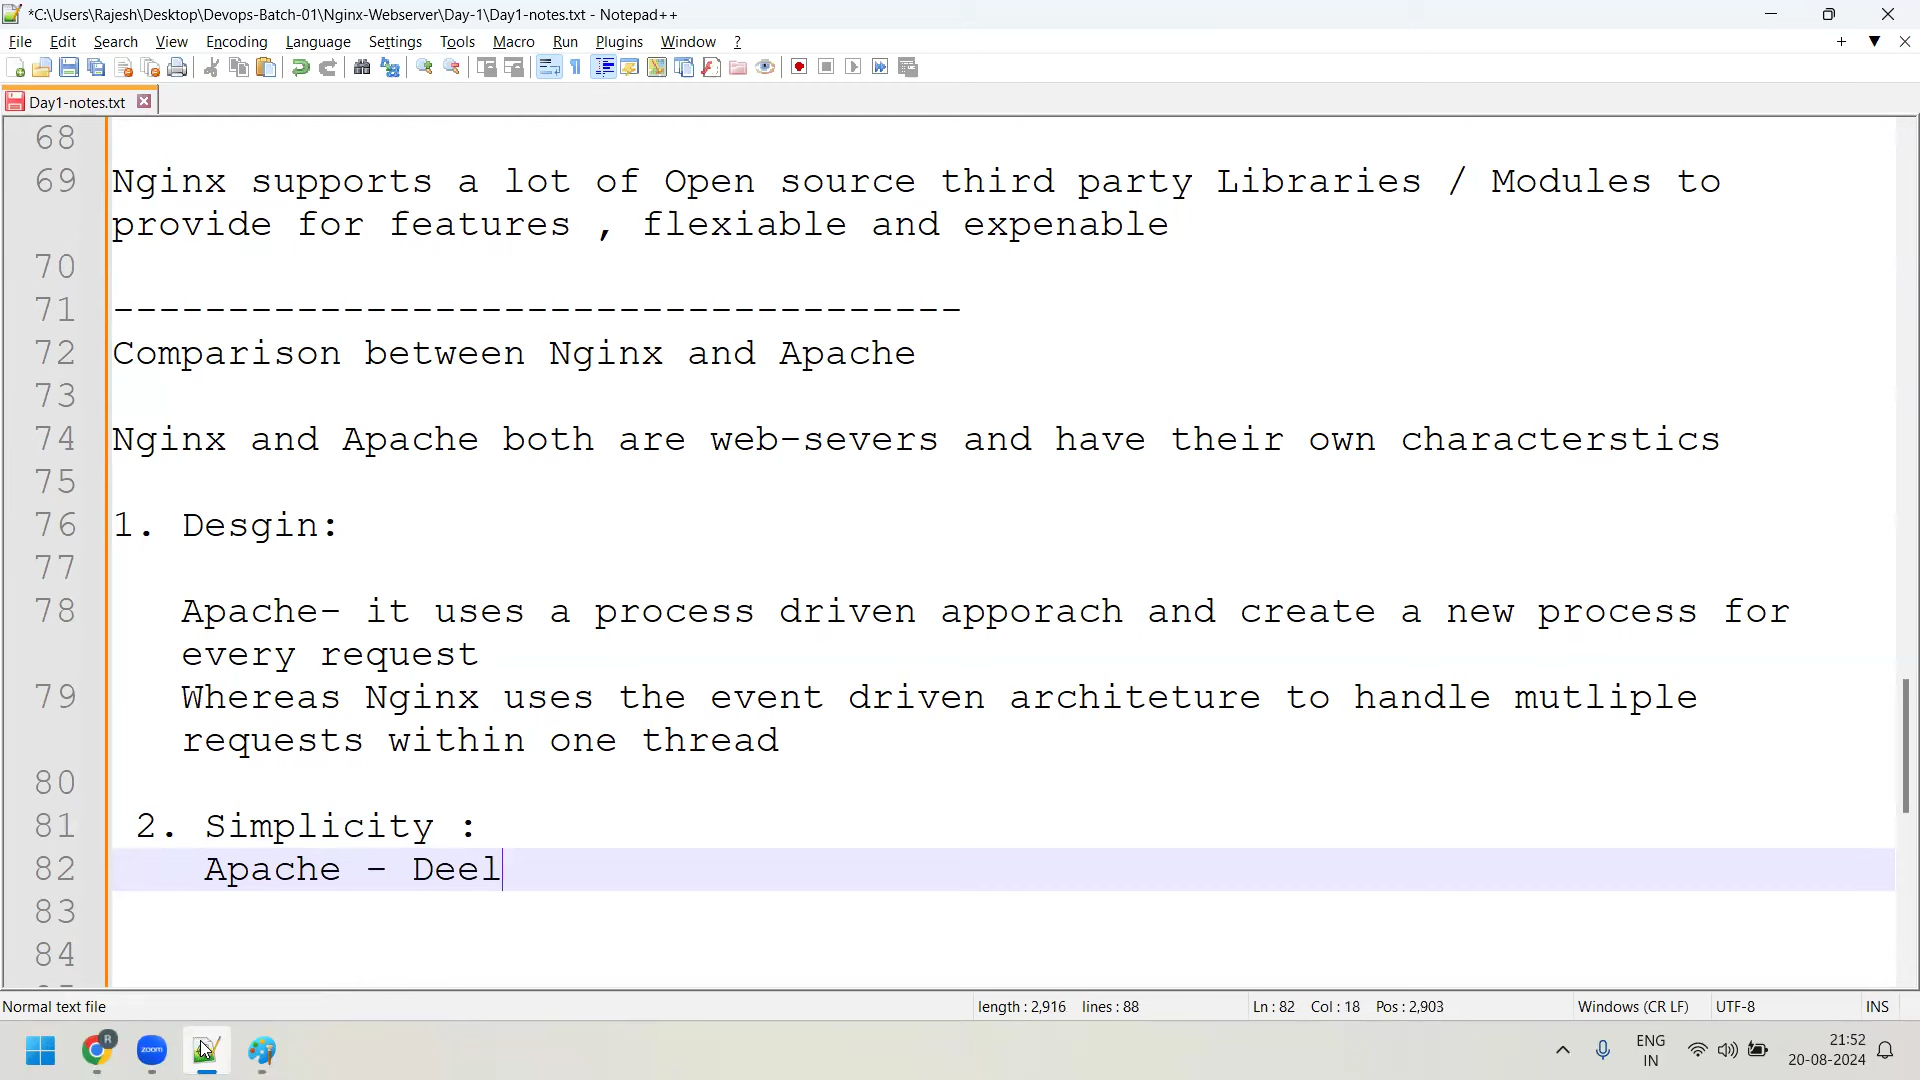 *C:\Users\Rajesh\Desktop\Devops-Batch-01\Nginx-Webserver\Day-1\Day1-notes.txt - Notepad++
File Edit Search View Encoding Language Settings Tools Macro Run Plugins Window ?
Day1-notes.txt
68
69 Nginx supports a lot of Open source third party Libraries / Modules to
provide for features , flexiable and expenable
70
71 -------------------------------------
72 Comparison between Nginx and Apache
73
74 Nginx and Apache both are web-severs and have their own characterstics
75
76 1. Desgin:
77
78 Apache- it uses a process driven apporach and create a new process for
every request
79 Whereas Nginx uses the event driven architeture to handle mutliple
requests within one thread
80
81 2. Simplicity :
82 Apache - Deel
83
84
Normal text file length : 2,916 lines : 88 Ln : 82 Col : 18 Pos : 2,903 Windows (CR LF) UTF-8 INS
R zoom ENG 21:52
IN 20-08-2024